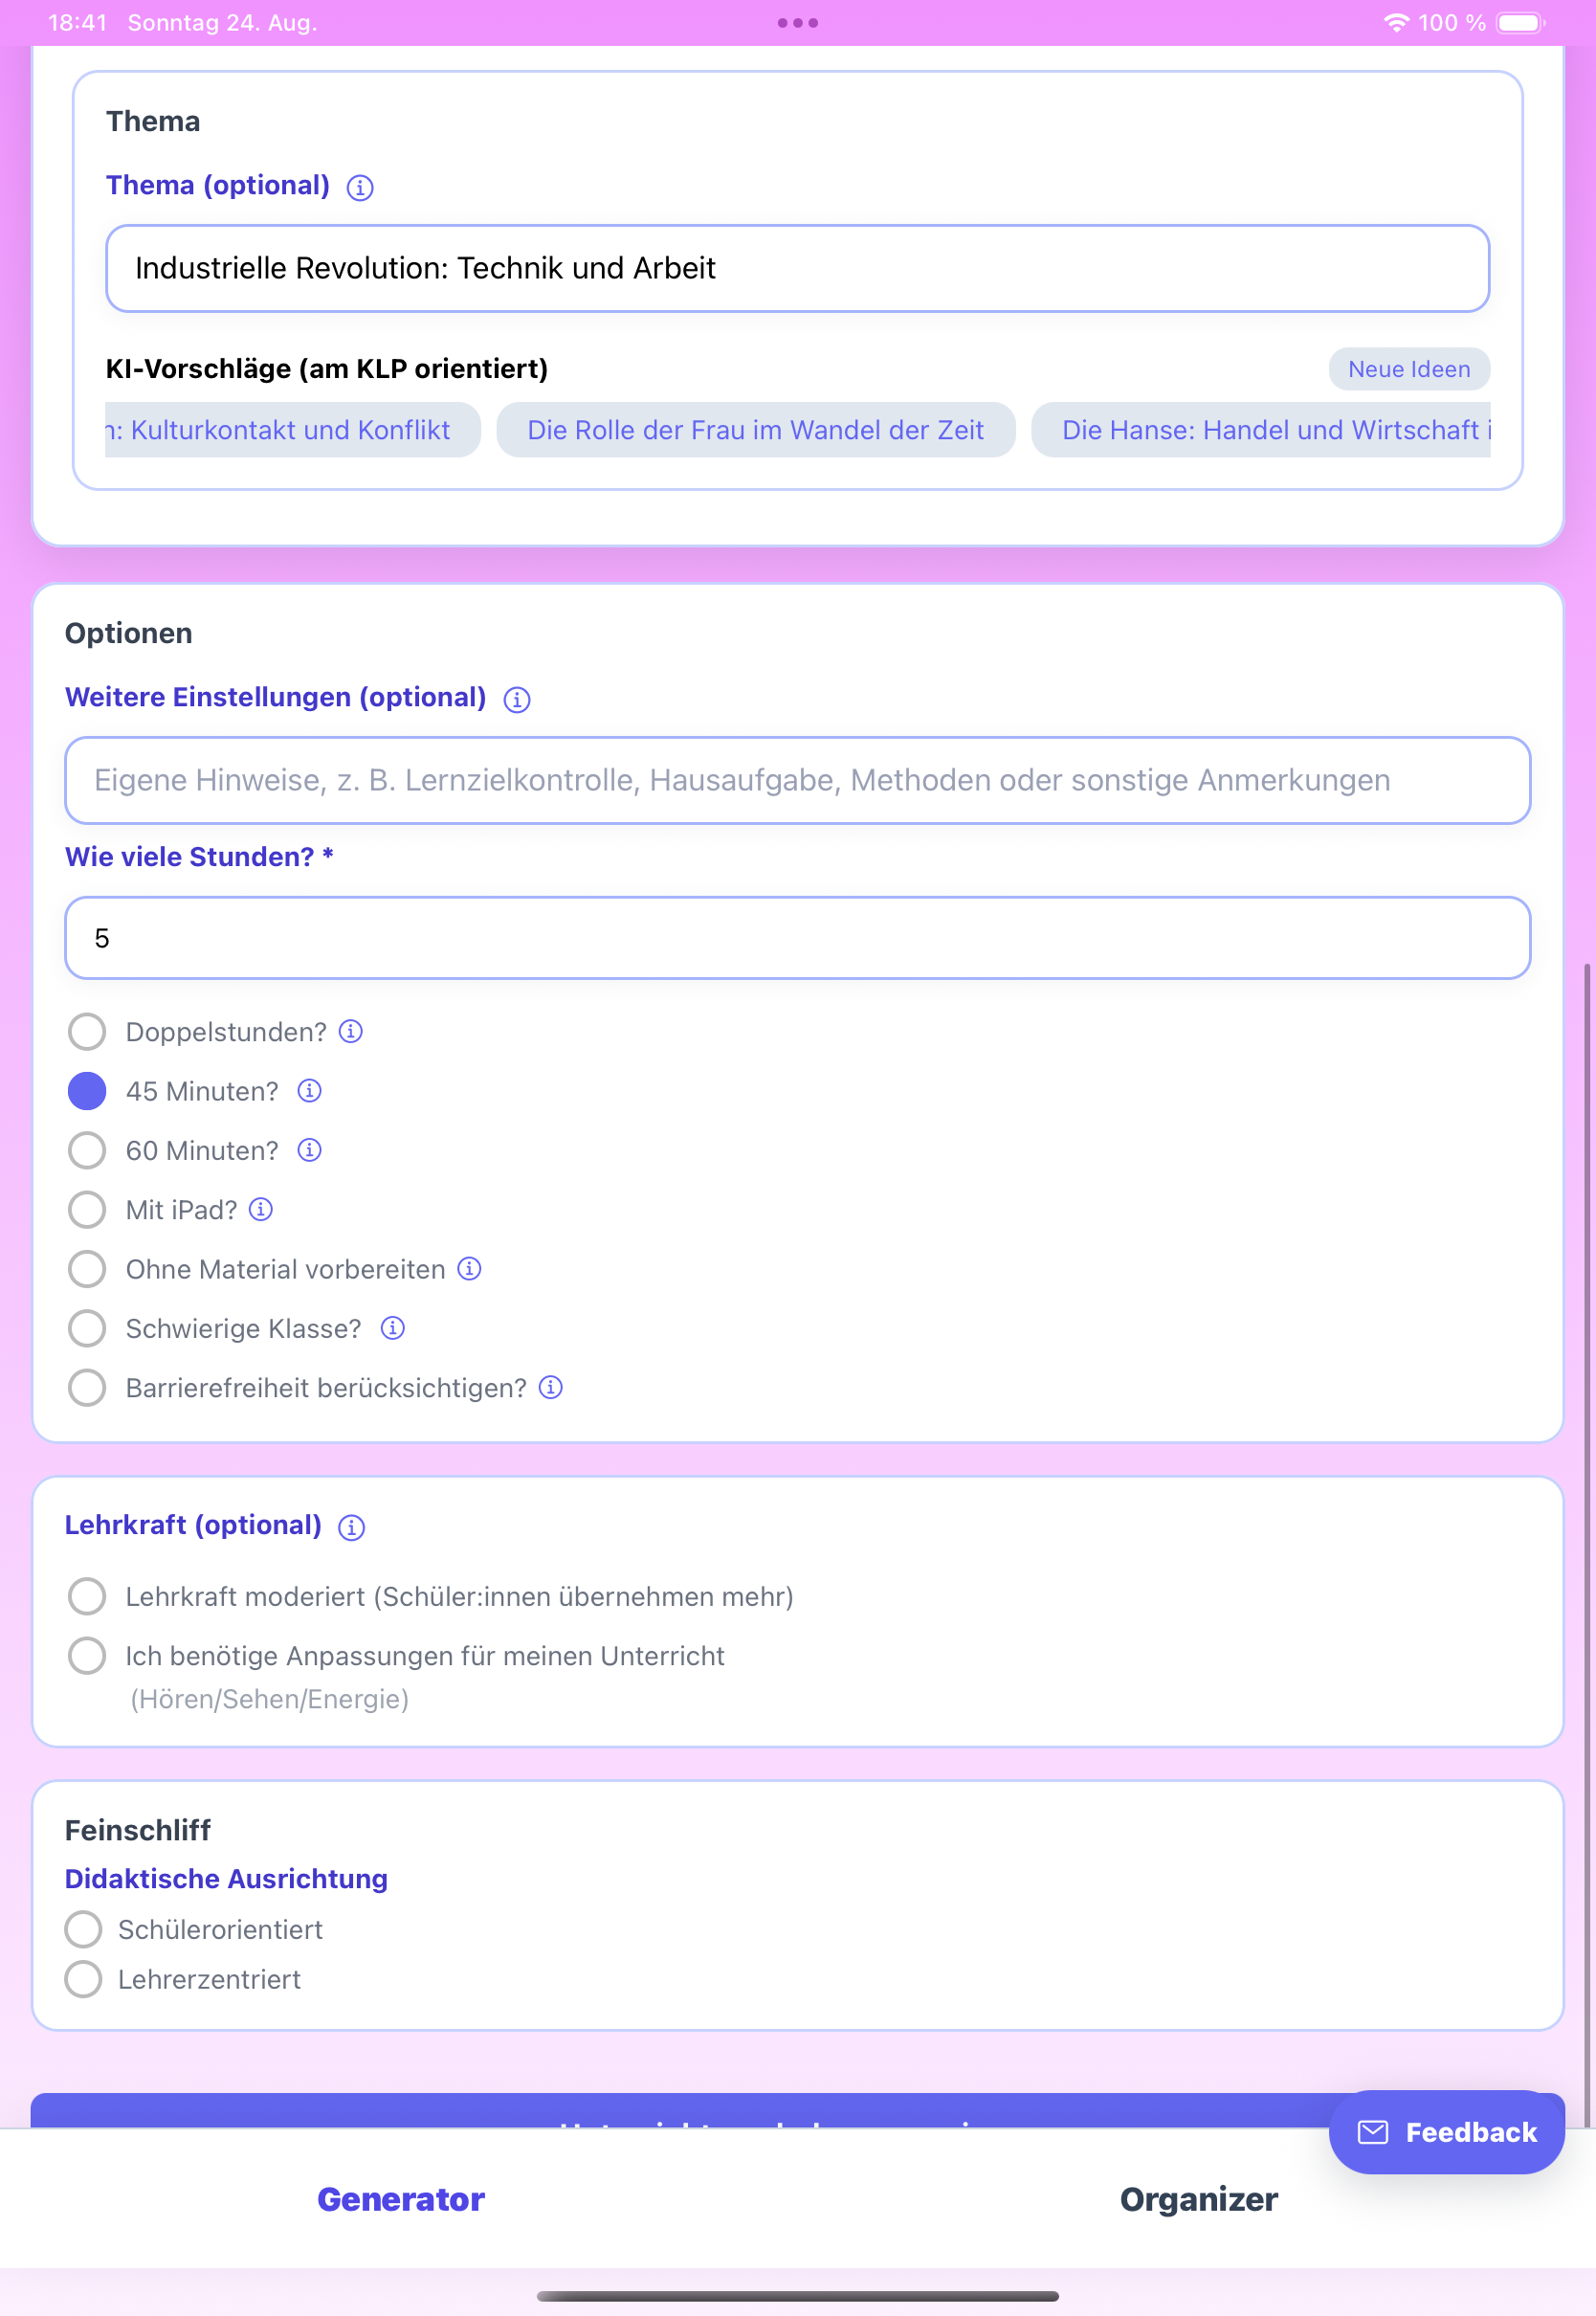 18:41 Sonntag 24. Aug.
100 %
Thema
Thema (optional)
Industrielle Revolution: Technik und Arbeit
KI-Vorschläge (am KLP orientiert)
Neue Ideen
: Kulturkontakt und Konflikt
Die Rolle der Frau im Wandel der Zeit
Die Hanse: Handel und Wirtschaft i
Optionen
Weitere Einstellungen (optional)
Eigene Hinweise, z. B. Lernzielkontrolle, Hausaufgabe, Methoden oder sonstige Anmerkungen
Wie viele Stunden? *
5
Doppelstunden?
45 Minuten?
60 Minuten?
Mit iPad?
Ohne Material vorbereiten
Schwierige Klasse?
Barrierefreiheit berücksichtigen?
Lehrkraft (optional)
Lehrkraft moderiert (Schüler:innen übernehmen mehr)
Ich benötige Anpassungen für meinen Unterricht
(Hören/Sehen/Energie)
Feinschliff
Didaktische Ausrichtung
Schülerorientiert
Lehrerzentriert
Feedback
Generator
Organizer